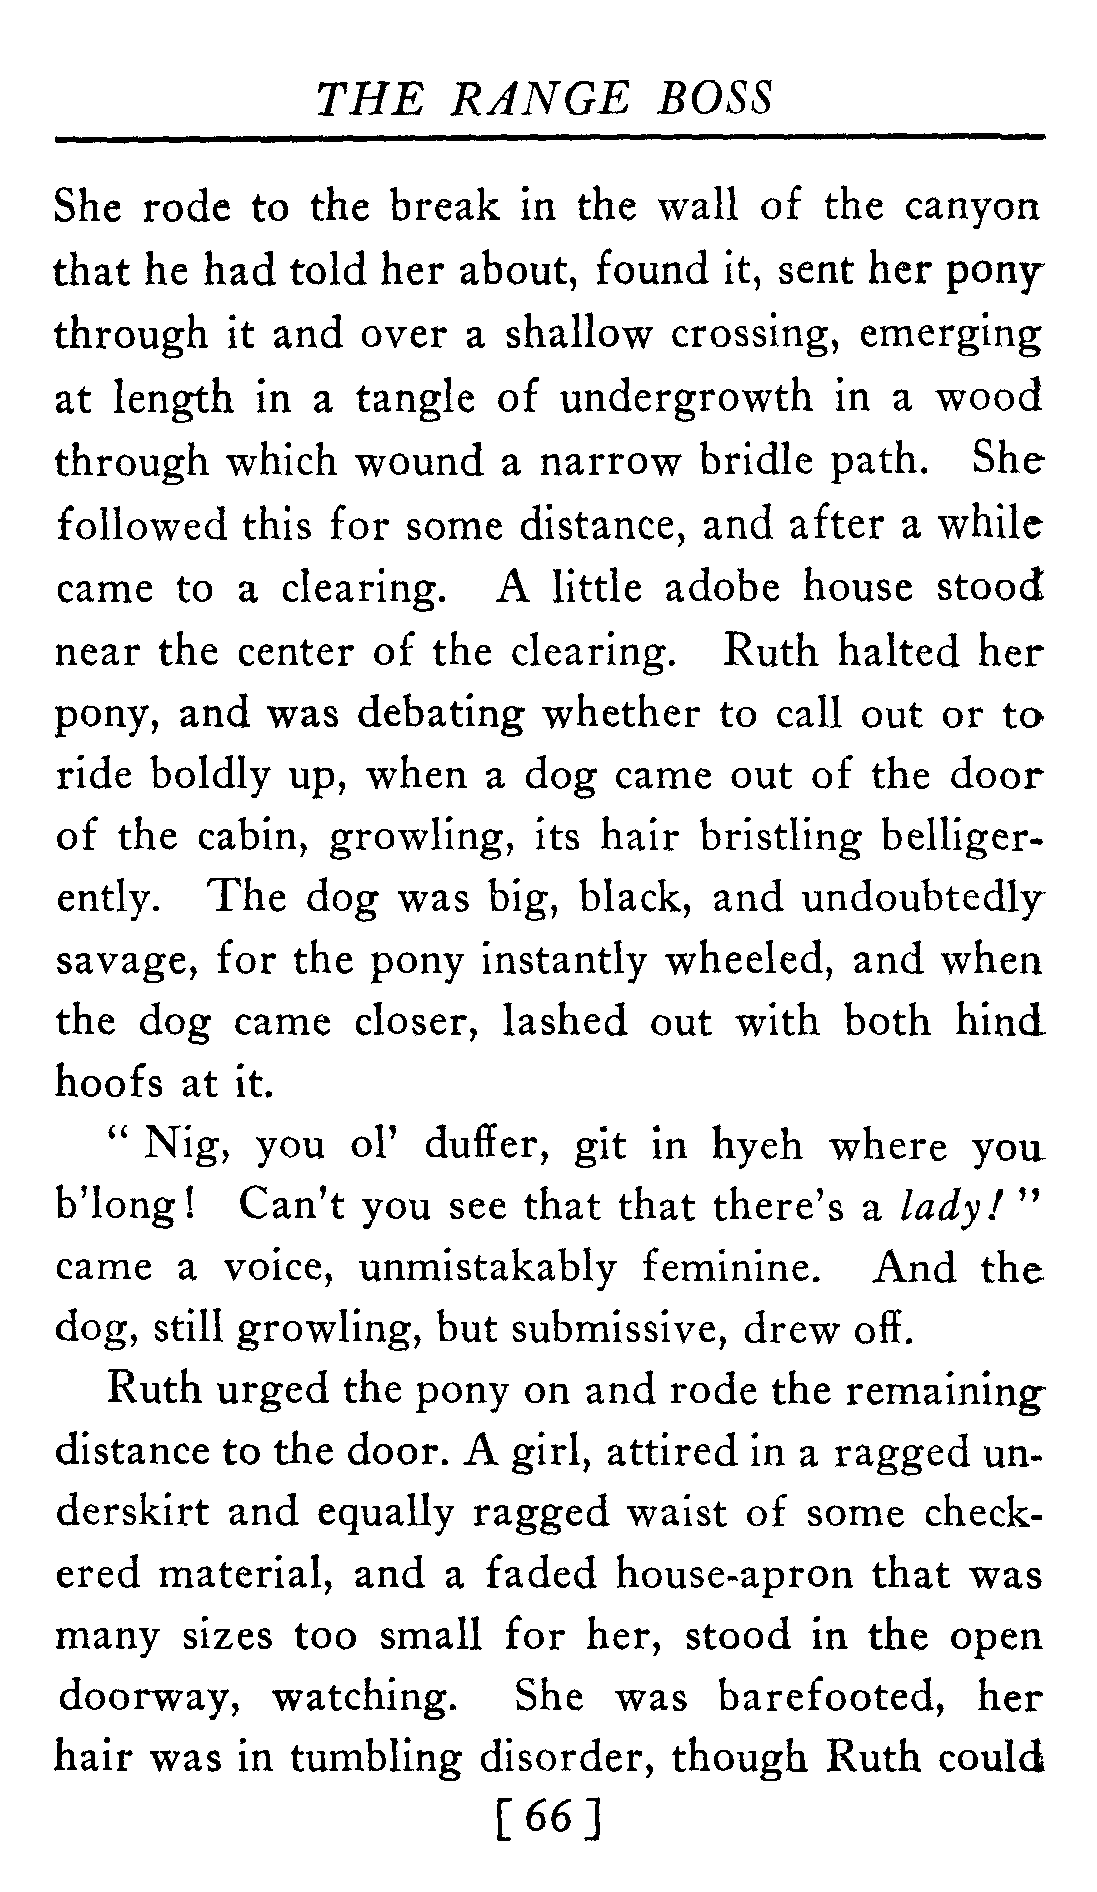 THE RANGE BOSS
She rode to the break in the wall of the canyon
that he had told her about, found it, sent her pony
through it and over a shallow crossing, emerging
at length in a tangle of undergrowth in a wood
through which wound a narrow bridle path. She
followed this for some distance, and after a while
came to a clearing. A little adobe house stood
near the center of the clearing. Ruth halted her
pony, and was debating whether to call out or to
ride boldly up, when a dog came out of the door
of the cabin, growling, its hair bristling belliger-
ently. The dog was big, black, and undoubtedly
savage, for the pony instantly wheeled, and when
the dog came closer, lashed out with both hind
hoofs at it.
" Nig, you ol' duffer, git in hyeh where you
b'long! Can't you see that that there's a lady! "
came a voice, unmistakably feminine. And the
dog, still growling, but submissive, drew off.
Ruth urged the pony on and rode the remaining
distance to the door. A girl, attired in a ragged un-
derskirt and equally ragged waist of some check-
ered material, and a faded house-apron that was
many sizes too small for her, stood in the open
doorway, watching. She was barefooted, her
hair was in tumbling disorder, though Ruth could
[ 66 ]